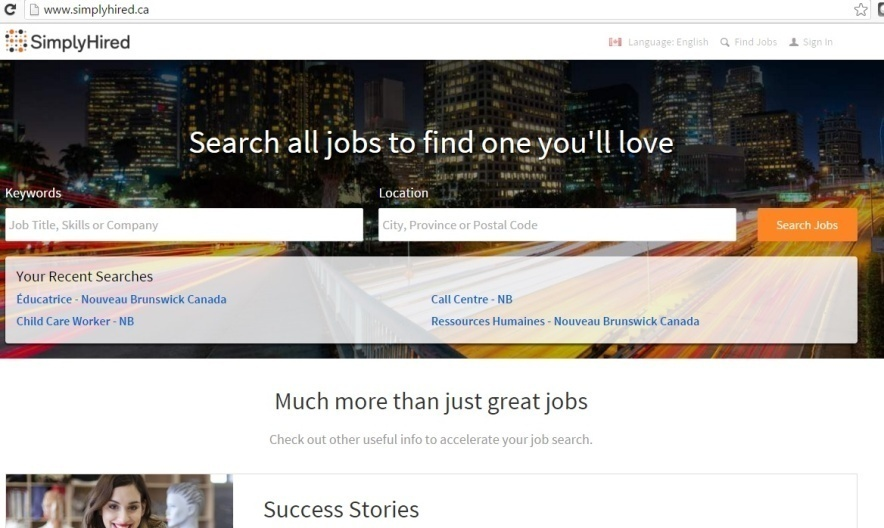 www.simplyhired.ca
SimplyHired
Language: English Find Jobs Sign In
Search all jobs to find one you'll love
Keywords Location
Job Title, Skills or Company City, Province or Postal Code Search Jobs
Your Recent Searches
Éducatrice - Nouveau Brunswick Canada Call Centre - NB
Child Care Worker - NB Ressources Humaines - Nouveau Brunswick Canada
Much more than just great jobs
Check out other useful info to accelerate your job search.
Success Stories